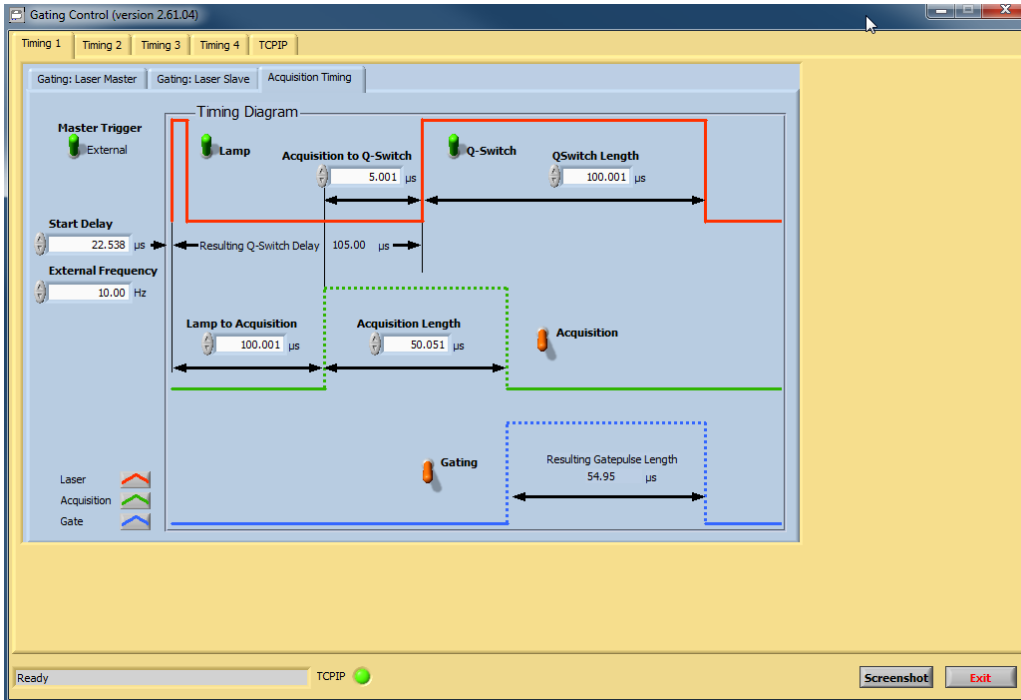 Gating Control (version 2.61.04)
Timing 1 Timing 2 Timing 3 Timing 4 TCPIP
Gating: Laser Master Gating: Laser Slave Acquisition Timing
Timing Diagram
Master Trigger
External
Lamp
Acquisition to Q-Switch
5.001 µs
Q-Switch
QSwitch Length
100.001 µs
Start Delay
22.538 µs
Resulting Q-Switch Delay 105.00 µs
External Frequency
10.00 Hz
Lamp to Acquisition
100.001 µs
Acquisition Length
50.051 µs
Acquisition
Gating
Resulting Gatepulse Length
54.95 µs
Laser
Acquisition
Gate
Ready
TCPIP
Screenshot
Exit